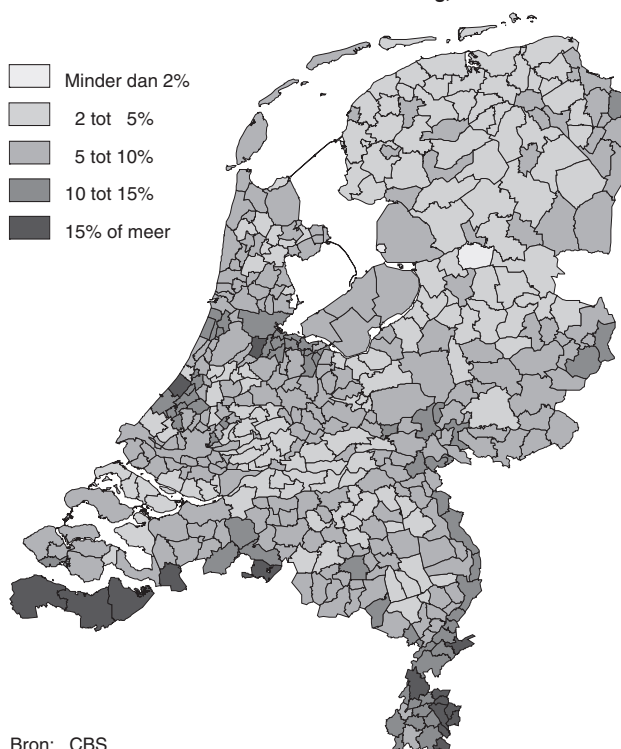 Minder dan 2%
2 tot 5%
5 tot 10%
10 tot 15%
15% of meer
Bron: CBS